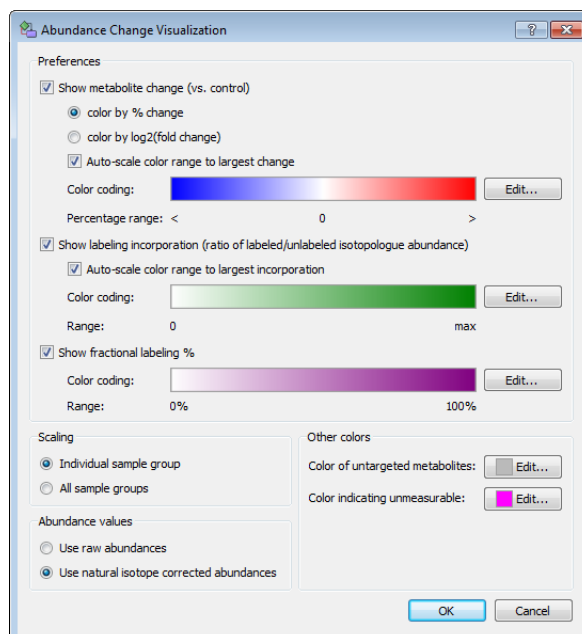 Abundance Change Visualization
Preferences
Show metabolite change (vs. control)
color by % change
color by log2(fold change)
Auto-scale color range to largest change
Color coding: Edit...
Percentage range: < 0 >
Show labeling incorporation (ratio of labeled/unlabeled isotopologue abundance)
Auto-scale color range to largest incorporation
Color coding: Edit...
Range: 0 max
Show fractional labeling %
Color coding: Edit...
Range: 0% 100%
Scaling
Individual sample group
All sample groups
Abundance values
Use raw abundances
Use natural isotope corrected abundances
Other colors
Color of untargeted metabolites: Edit...
Color indicating unmeasurable: Edit...
OK Cancel